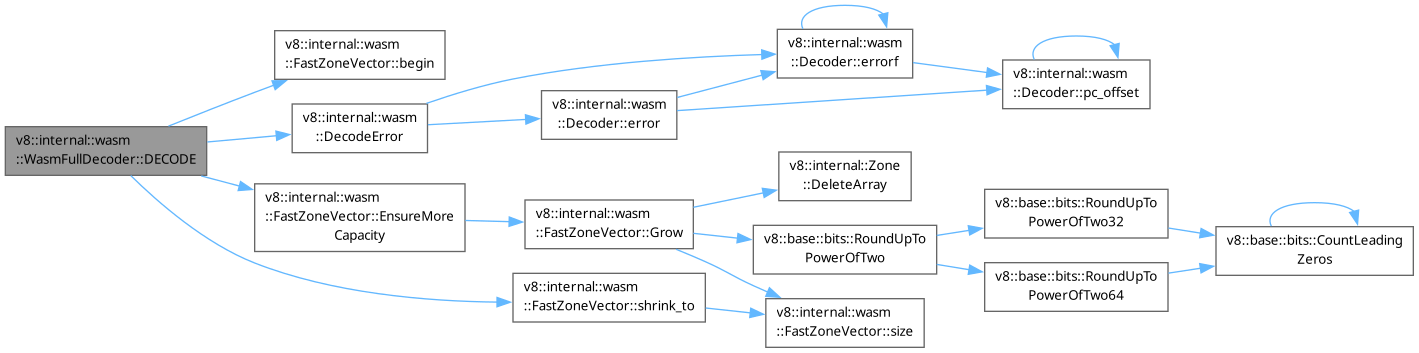 v8::internal::wasm
::WasmFullDecoder::DECODE
v8::internal::wasm
::FastZoneVector::begin
v8::internal::wasm
::DecodeError
v8::internal::wasm
::Decoder::error
v8::internal::wasm
::Decoder::errorf
v8::internal::wasm
::Decoder::pc_offset
v8::internal::wasm
::FastZoneVector::EnsureMore
Capacity
v8::internal::wasm
::FastZoneVector::Grow
v8::internal::Zone
::DeleteArray
v8::base::bits::RoundUpTo
PowerOfTwo
v8::base::bits::RoundUpTo
PowerOfTwo32
v8::base::bits::RoundUpTo
PowerOfTwo64
v8::base::bits::CountLeading
Zeros
v8::internal::wasm
::FastZoneVector::shrink_to
v8::internal::wasm
::FastZoneVector::size